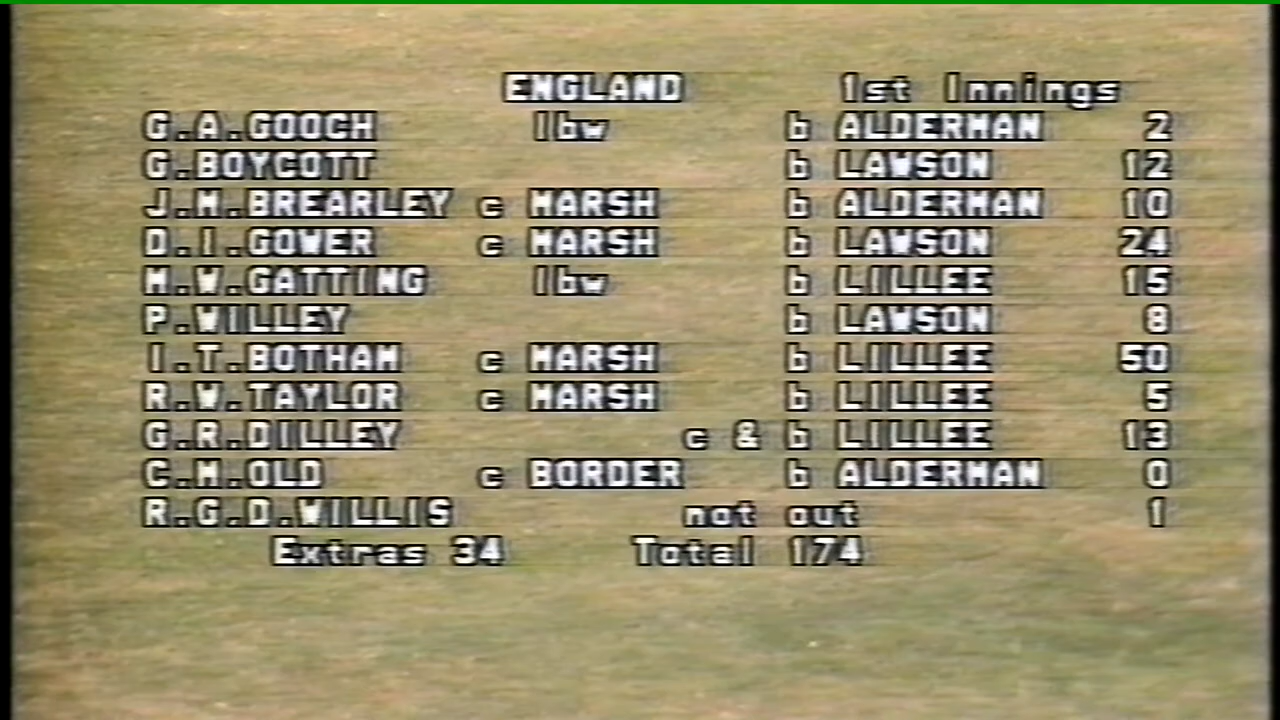 ENGLAND 1st Innings
G.A.GOOCH lbw b ALDERMAN 2
G.BOYCOTT b LAWSON 12
J.M.BREARLEY c MARSH b ALDERMAN 10
D.I.GOWER c MARSH b LAWSON 24
M.W.GATTING lbw b LILLEE 15
P.WILLEY b LAWSON 8
I.T.BOTHAM c MARSH b LILLEE 50
R.W.TAYLOR c MARSH b LILLEE 5
G.R.DILLEY c & b LILLEE 13
C.M.OLD c BORDER b ALDERMAN 0
R.G.D.WILLIS not out 1
Extras 34 Total 174